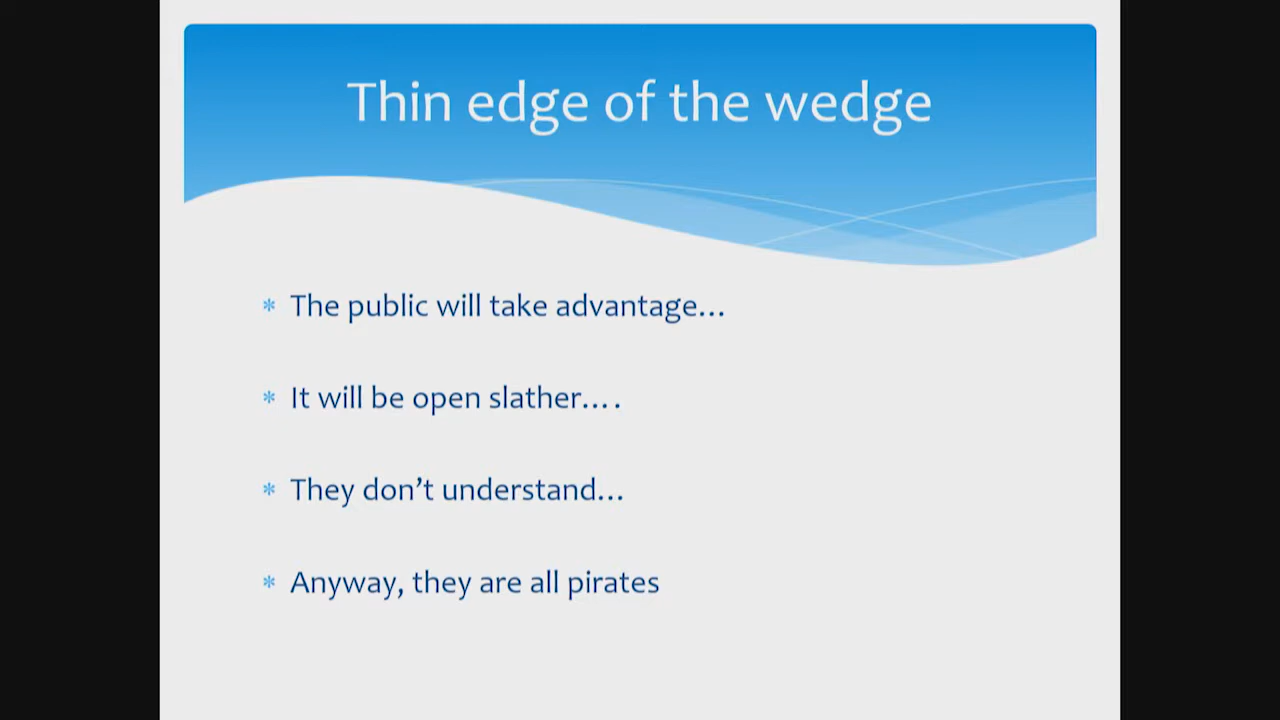 Thin edge of the wedge
* The public will take advantage...
* It will be open slather....
* They don’t understand...
* Anyway, they are all pirates